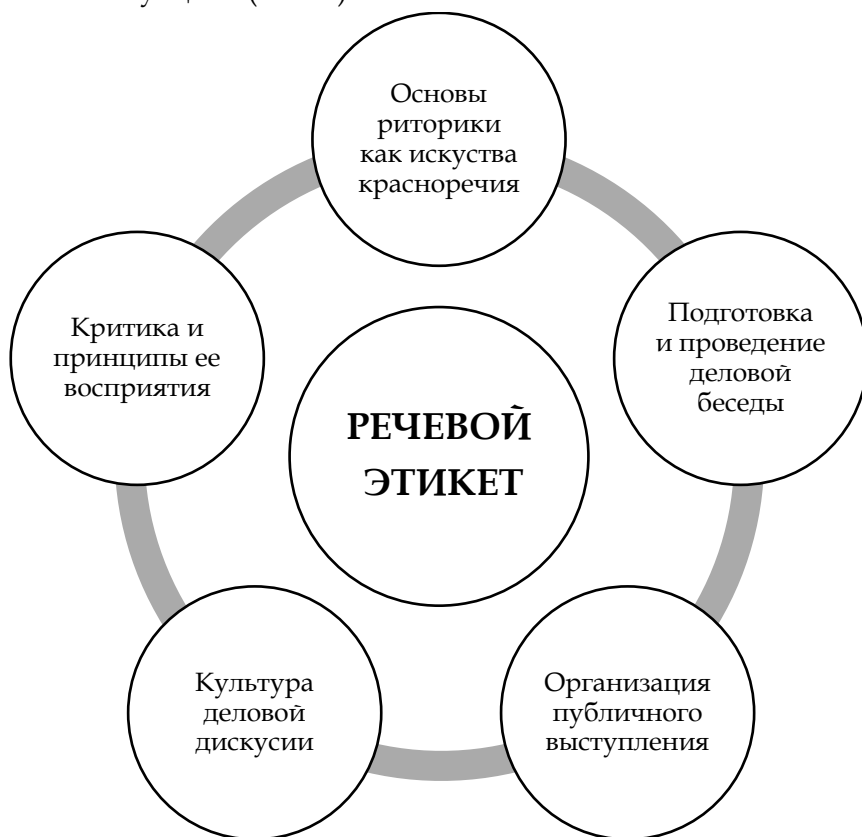 Основы
риторики
как искуства
красноречия
Подготовка
и проведение
деловой
беседы
Критика и
принципы ее
восприятия
РЕЧЕВОЙ
ЭТИКЕТ
Культура
деловой
дискусии
Организация
публичного
выступления